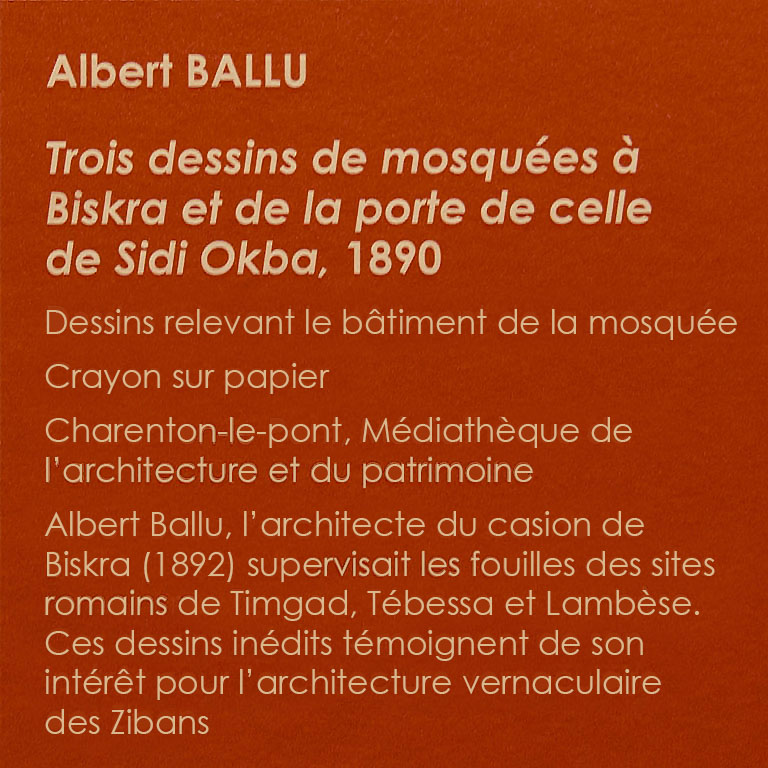 Albert BALLU
Trois dessins de mosquées à
Biskra et de la porte de celle
de Sidi Okba, 1890
Dessins relevant le bâtiment de la mosquée
Crayon sur papier
Charenton-le-pont, Médiathèque de
l’architecture et du patrimoine
Albert Ballu, l’architecte du casion de
Biskra (1892) supervisait les fouilles des sites
romains de Timgad, Tébessa et Lambèse.
Ces dessins inédits témoignent de son
intérêt pour l’architecture vernaculaire
des Zibans